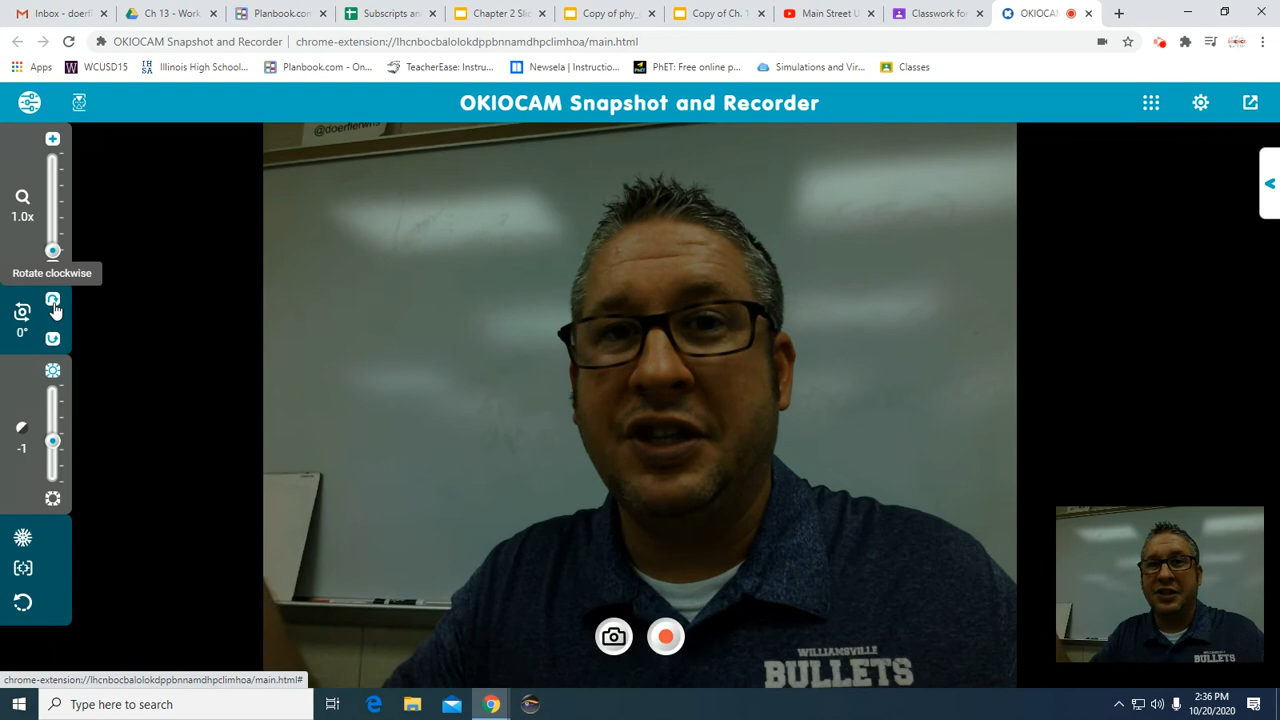 Inbox - doerf
Ch 13 - Work
Planbook.com
Subscripts an
Chapter 2 Slid
Copy of phy_
Copy of Ch. 1
Main Street U
Classwork for
OKIOCAM
OKIOCAM Snapshot and Recorder | chrome-extension://lhcnbocbalolokdppbnnamdhpclimhoa/main.html
Apps
WCUSD15
Illinois High School...
Planbook.com - On...
TeacherEase: Instru...
Newsela | Instructio...
PhET: Free online p...
Simulations and Vir...
Classes
OKIOCAM Snapshot and Recorder
@doerflerwhs
1.0x
Rotate clockwise
0°
-1
WILLIAMSVILLE
BULLETS
WILLIAMSVILLE
BULLETS
chrome-extension://lhcnbocbalolokdppbnnamdhpclimhoa/main.html#
Type here to search
2:36 PM
10/20/2020